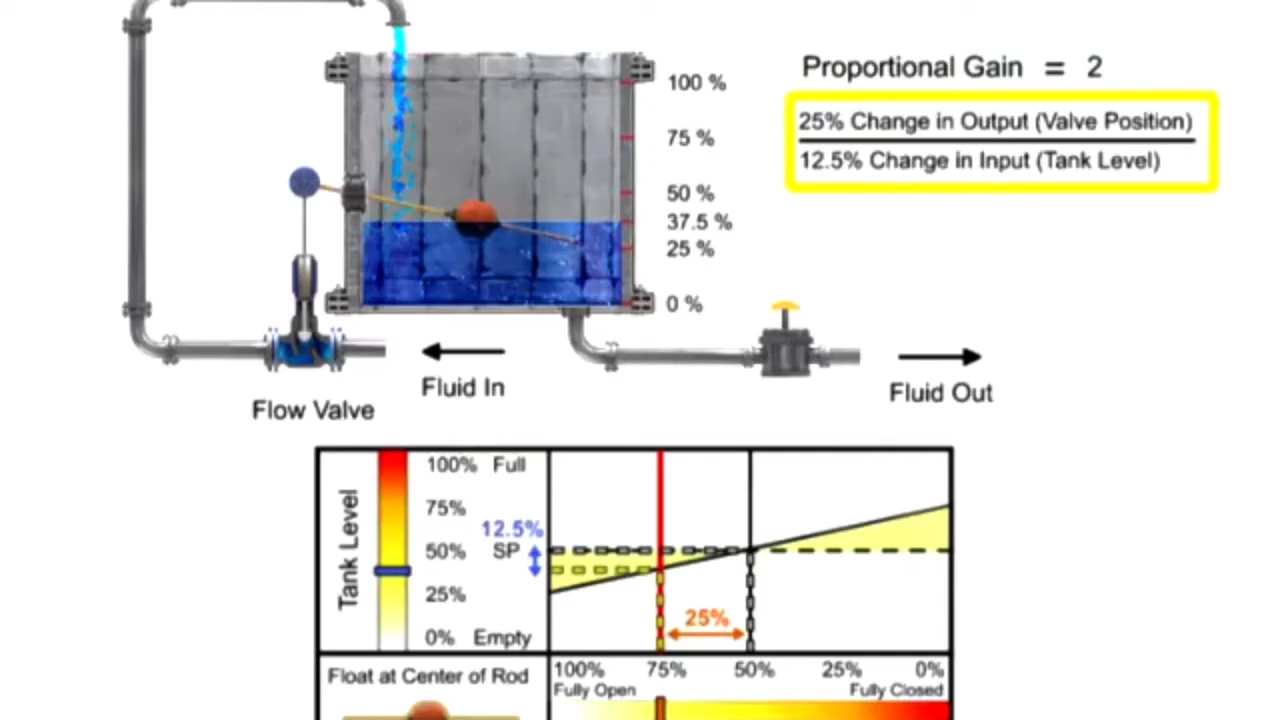 Proportional Gain = 2
25% Change in Output (Valve Position)
12.5% Change in Input (Tank Level)
100 %
75 %
50 %
37.5 %
25 %
0 %
Fluid In
Fluid Out
Flow Valve
Tank Level
100% Full
75%
12.5%
50% SP
25%
0% Empty
25%
Float at Center of Rod
100% 75% 50% 25% 0%
Fully Open Fully Closed